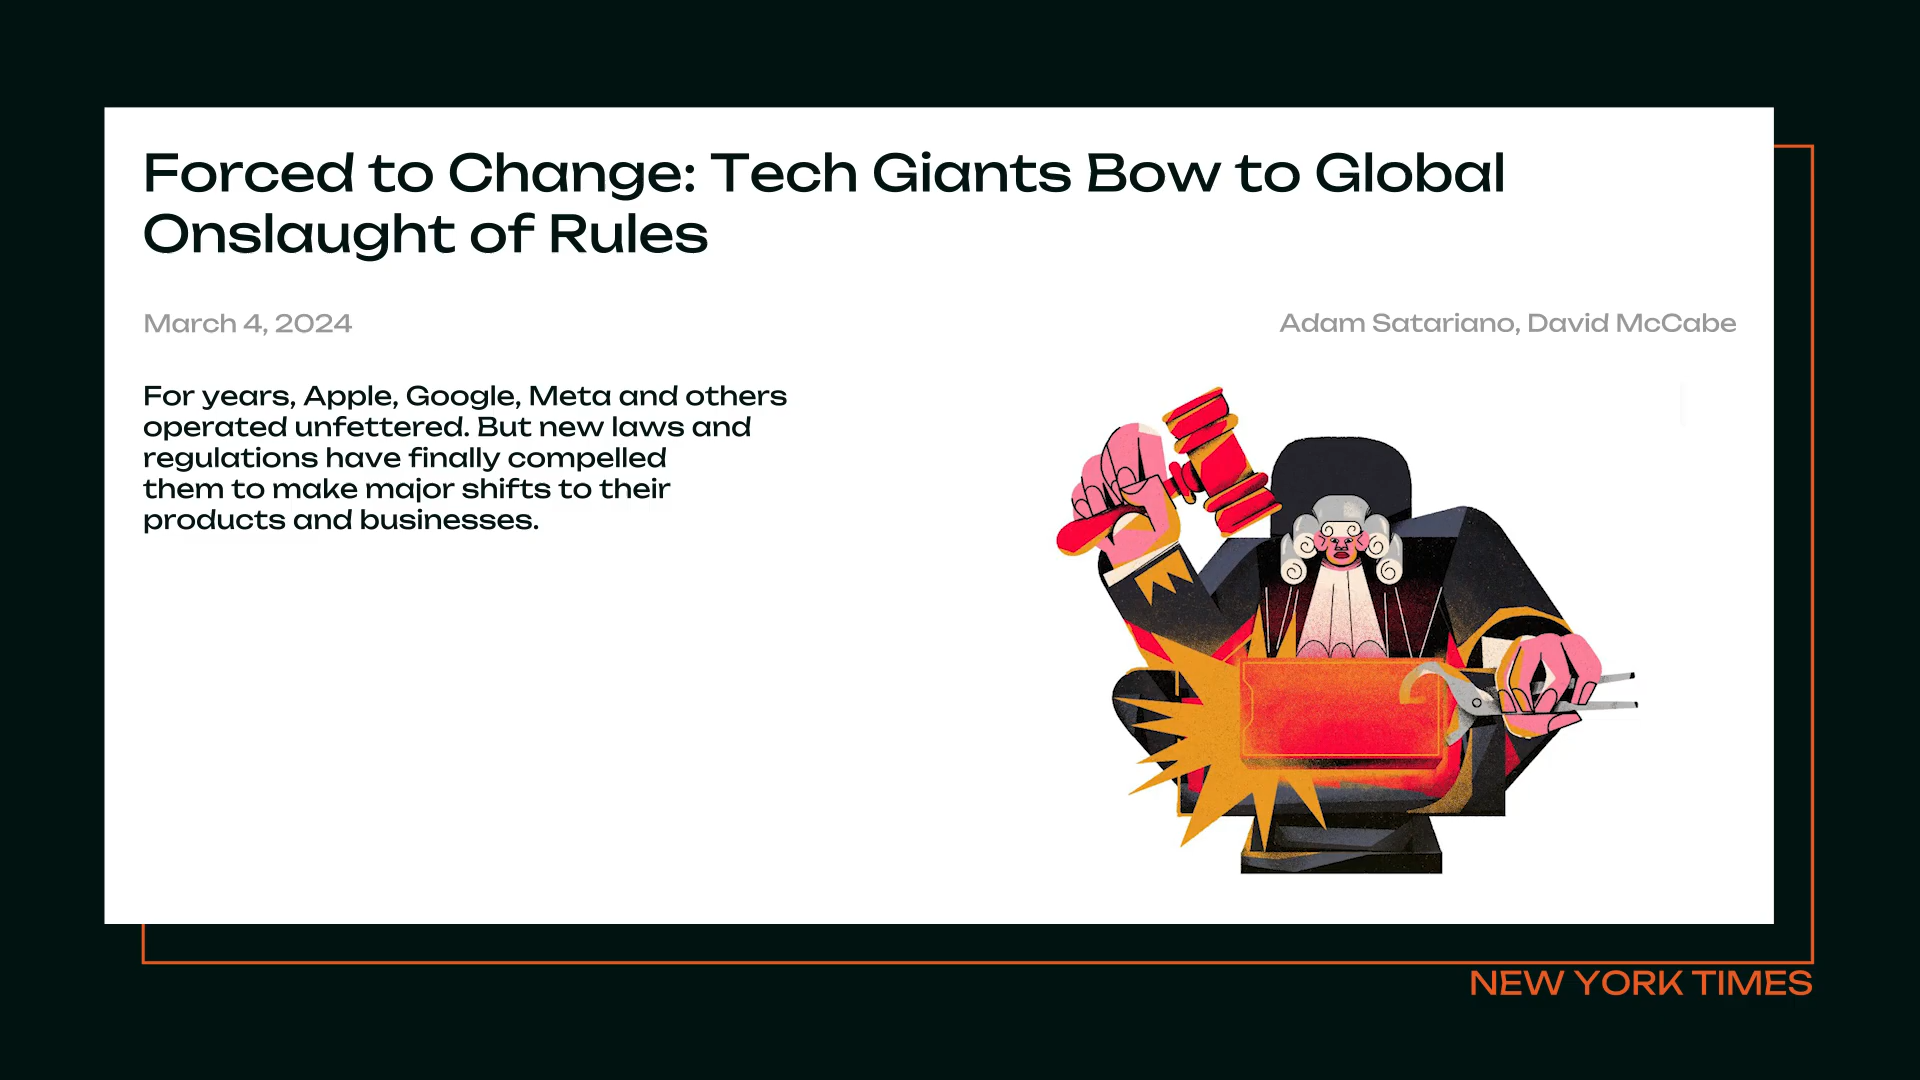 Forced to Change: Tech Giants Bow to Global
Onslaught of Rules
March 4, 2024
Adam Satariano, David McCabe
For years, Apple, Google, Meta and others
operated unfettered. But new laws and
regulations have finally compelled
them to make major shifts to their
products and businesses.
NEW YORK TIMES